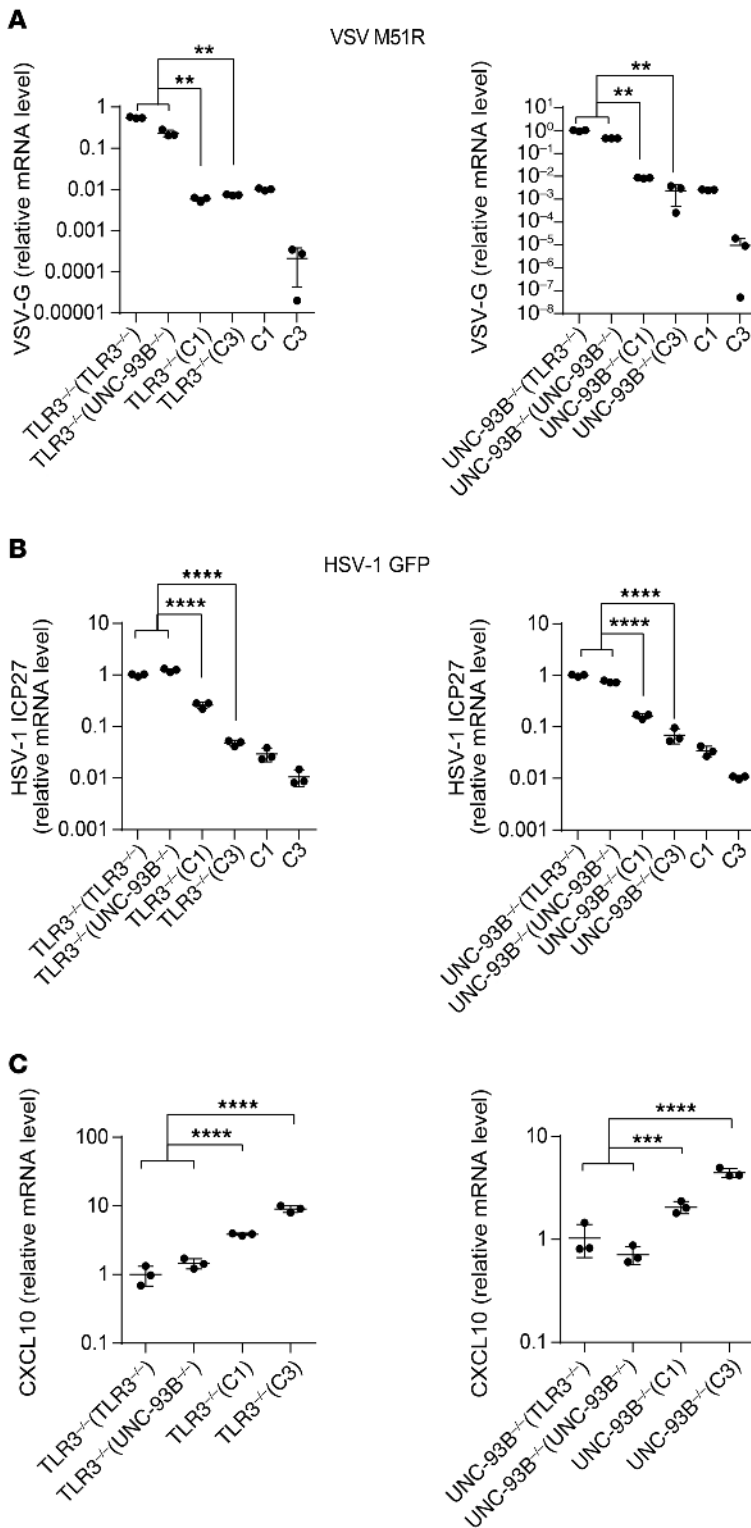 A
VSV M51R
VSV-G (relative mRNA level)
1
0.1
0.01
0.001
0.0001
0.00001
** 
**
TLR3⁻/⁻(TLR3⁻/⁻)
TLR3⁻/⁻(UNC-93B⁻/⁻)
TLR3⁻/⁻(C1)
TLR3⁻/⁻(C3)
C1
C3
VSV-G (relative mRNA level)
10¹
10⁰
10⁻¹
10⁻²
10⁻³
10⁻⁴
10⁻⁵
10⁻⁶
10⁻⁷
10⁻⁸
**
**
UNC-93B⁻/⁻(TLR3⁻/⁻)
UNC-93B⁻/⁻(UNC-93B⁻/⁻)
UNC-93B⁻/⁻(C1)
UNC-93B⁻/⁻(C3)
C1
C3
B
HSV-1 GFP
HSV-1 ICP27
(relative mRNA level)
10
1
0.1
0.01
0.001
****
****
TLR3⁻/⁻(TLR3⁻/⁻)
TLR3⁻/⁻(UNC-93B⁻/⁻)
TLR3⁻/⁻(C1)
TLR3⁻/⁻(C3)
C1
C3
HSV-1 ICP27
(relative mRNA level)
10
1
0.1
0.01
0.001
****
****
UNC-93B⁻/⁻(TLR3⁻/⁻)
UNC-93B⁻/⁻(UNC-93B⁻/⁻)
UNC-93B⁻/⁻(C1)
UNC-93B⁻/⁻(C3)
C1
C3
C
CXCL10 (relative mRNA level)
100
10
1
0.1
****
****
TLR3⁻/⁻(TLR3⁻/⁻)
TLR3⁻/⁻(UNC-93B⁻/⁻)
TLR3⁻/⁻(C1)
TLR3⁻/⁻(C3)
CXCL10 (relative mRNA level)
10
1
0.1
****
***
UNC-93B⁻/⁻(TLR3⁻/⁻)
UNC-93B⁻/⁻(UNC-93B⁻/⁻)
UNC-93B⁻/⁻(C1)
UNC-93B⁻/⁻(C3)